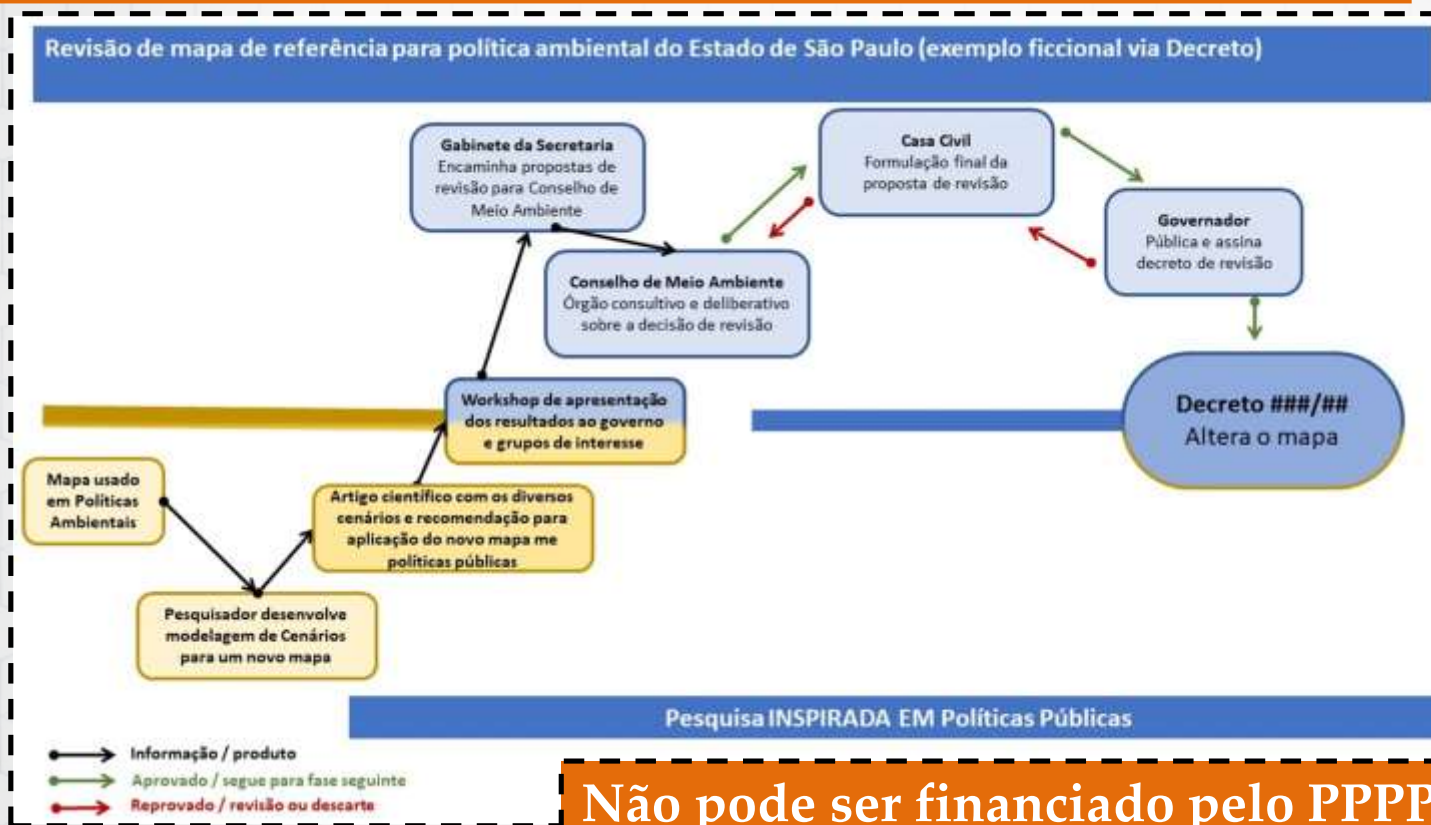 Revisão de mapa de referência para política ambiental do Estado de São Paulo (exemplo ficcional via Decreto)
Gabinete da Secretaria
Encaminha propostas de
revisão para Conselho de
Meio Ambiente
Casa Civil
Formulação final da
proposta de revisão
Governador
Pública e assina
decreto de revisão
Conselho de Meio Ambiente
Órgão consultivo e deliberativo
sobre a decisão de revisão
Workshop de apresentação
dos resultados ao governo
e grupos de interesse
Decreto ###/##
Altera o mapa
Mapa usado
em Políticas
Ambientais
Artigo científico com os diversos
cenários e recomendação para
aplicação do novo mapa me
políticas públicas
Pesquisador desenvolve
modelagem de Cenários
para um novo mapa
Pesquisa INSPIRADA EM Políticas Públicas
Informação / produto
Aprovado / segue para fase seguinte
Reprovado / revisão ou descarte
Não pode ser financiado pelo PPPP